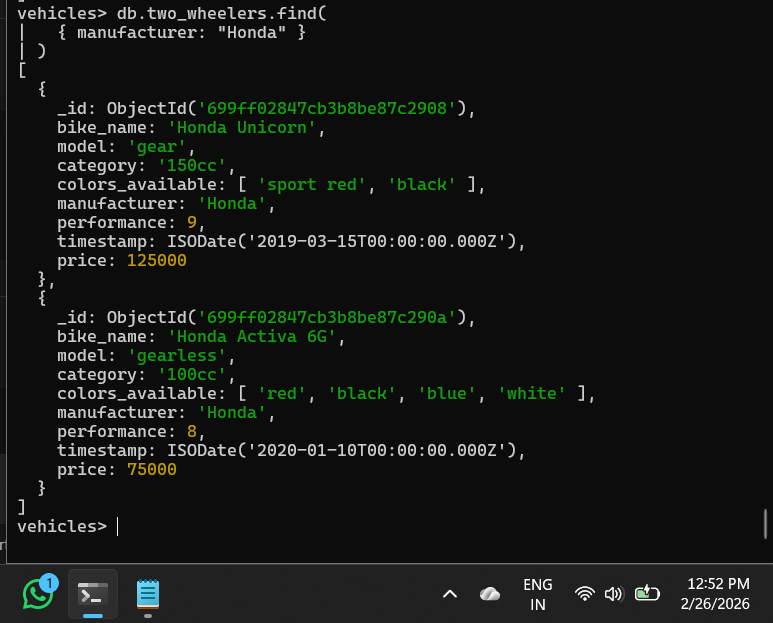 vehicles> db.two_wheelers.find(
|   { manufacturer: "Honda" }
| )
[
  {
    _id: ObjectId('699ff02847cb3b8be87c2908'),
    bike_name: 'Honda Unicorn',
    model: 'gear',
    category: '150cc',
    colors_available: [ 'sport red', 'black' ],
    manufacturer: 'Honda',
    performance: 9,
    timestamp: ISODate('2019-03-15T00:00:00.000Z'),
    price: 125000
  },
  {
    _id: ObjectId('699ff02847cb3b8be87c290a'),
    bike_name: 'Honda Activa 6G',
    model: 'gearless',
    category: '100cc',
    colors_available: [ 'red', 'black', 'blue', 'white' ],
    manufacturer: 'Honda',
    performance: 8,
    timestamp: ISODate('2020-01-10T00:00:00.000Z'),
    price: 75000
  }
]
vehicles>
1
ENG
IN
12:52 PM
2/26/2026